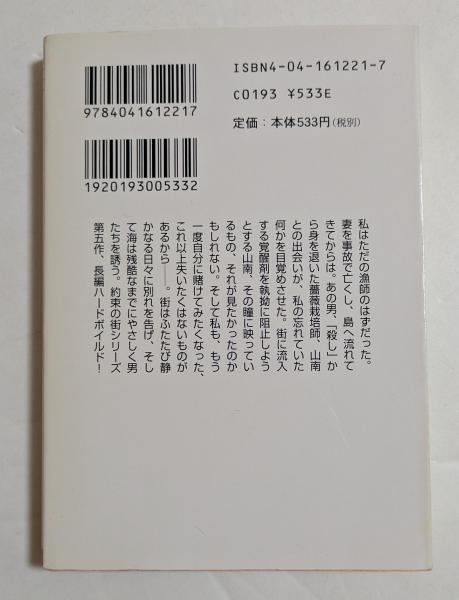 ISBN4-04-161221-7
C0193 ¥533E
定価：本体533円（税別）
9784041612217
1920193005332
私はただの漁師のはずだった。
妻を事故で亡くし、島へ流れて
きてからは。あの男、「殺し」か
ら身を退いた薔薇栽培師、山南
との出会いが、私の忘れていた
何かを目覚めさせた。街に流入
する覚醒剤を執拗に阻止しよう
とする山南、その瞳に映ってい
るもの、それが見たかったのか
もしれない。そして私も、もう
一度自分に賭けてみたくなった、
これ以上失いたくはないものが
あるから――。街はふたたび静
かなる日々に別れを告げ、そし
て海は残酷なまでにやさしく男
たちを誘う。約束の街シリーズ
第五作、長編ハードボイルド！